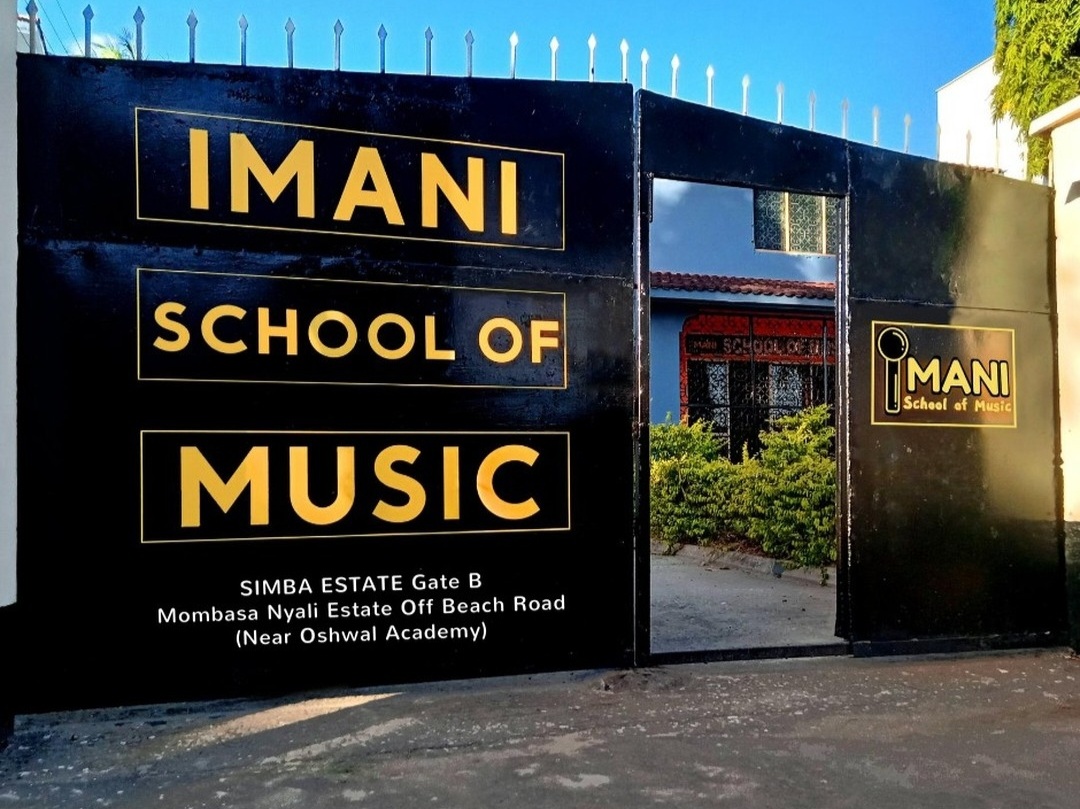 IMANI
SCHOOL OF
MUSIC
SIMBA ESTATE Gate B
Mombasa Nyali Estate Off Beach Road
(Near Oshwal Academy)
SCHOOL OF
iMANI
School of Music